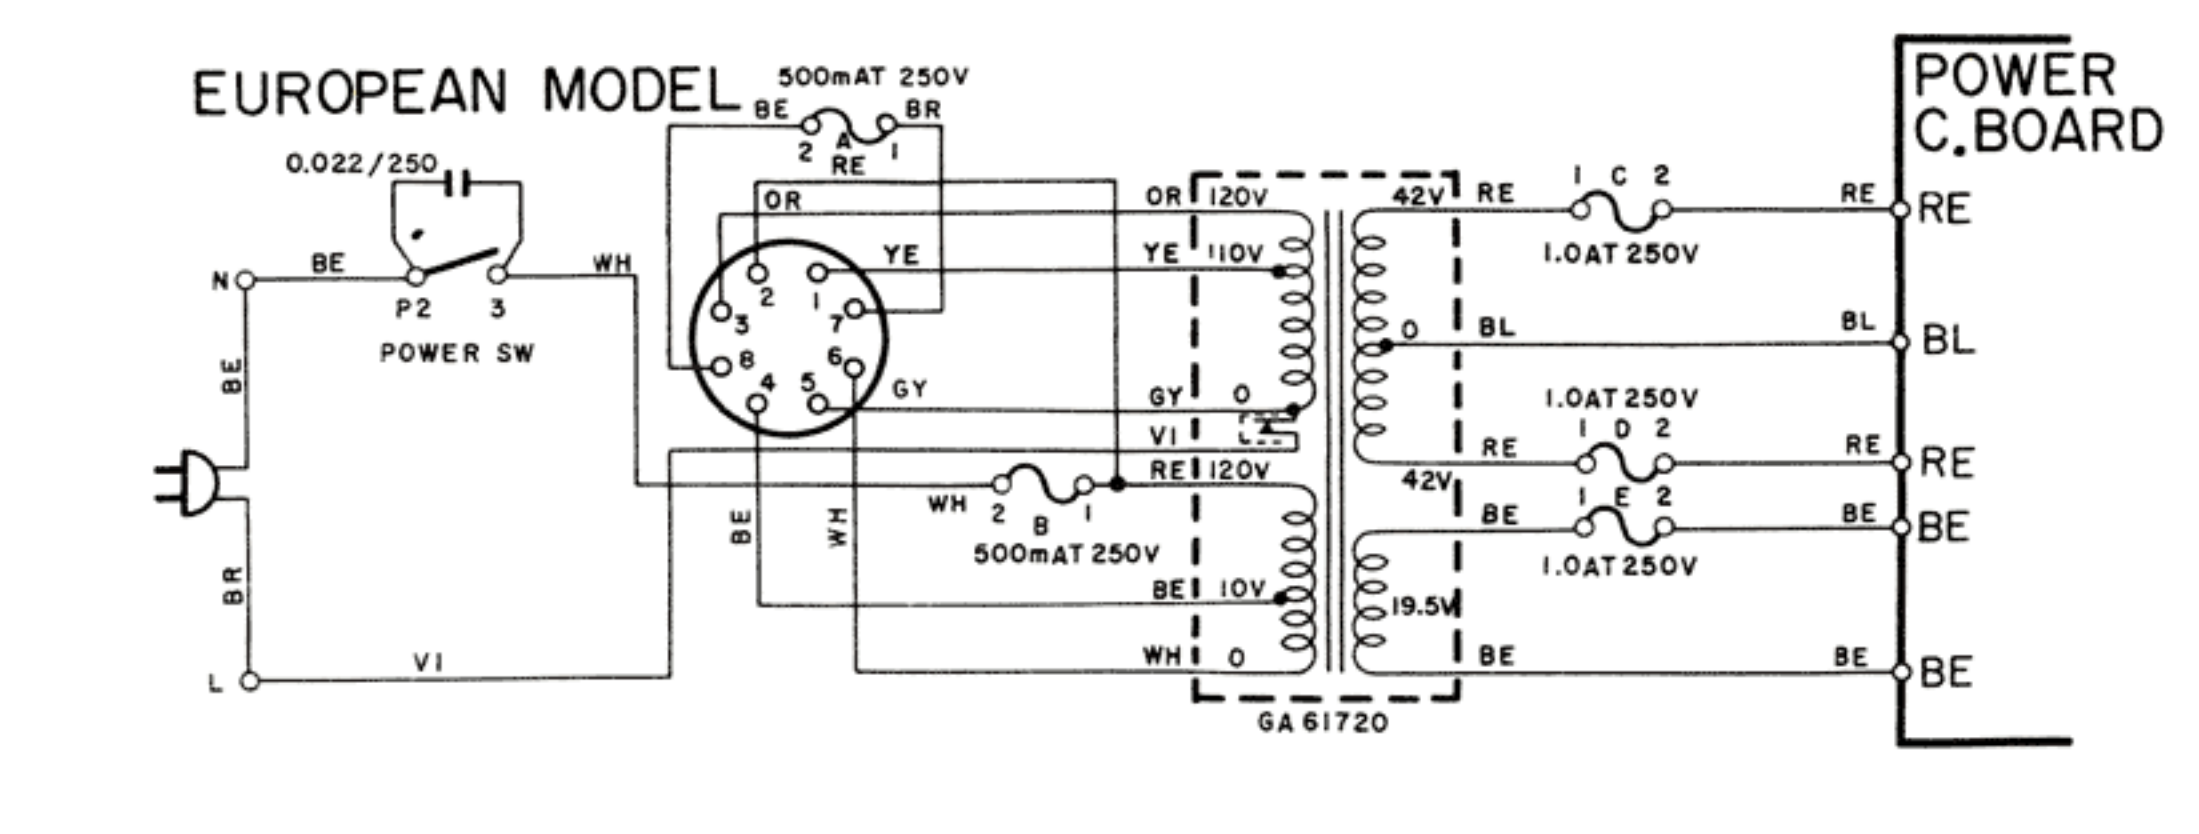 EUROPEAN MODEL
500mAT 250V
BE BR
2 A 1
RE
0.022/250
OR
OR 120V
42V RE
1 C 2
RE RE
1.0AT 250V
POWER
C.BOARD
N BE
P2 3
POWER SW
WH
YE
YE 110V
2 1
3 7
8 6
4 5
GY
GY 0
VI
0 BL
BL BL
1.0AT 250V
1 D 2
RE
RE RE
42V
BE
BR
L
VI
RE 120V
WH 2 B 1
500mAT 250V
BE
WH
BE 10V
WH 0
BE
1 E 2
BE BE
1.0AT 250V
19.5V
BE
BE BE
GA 61720